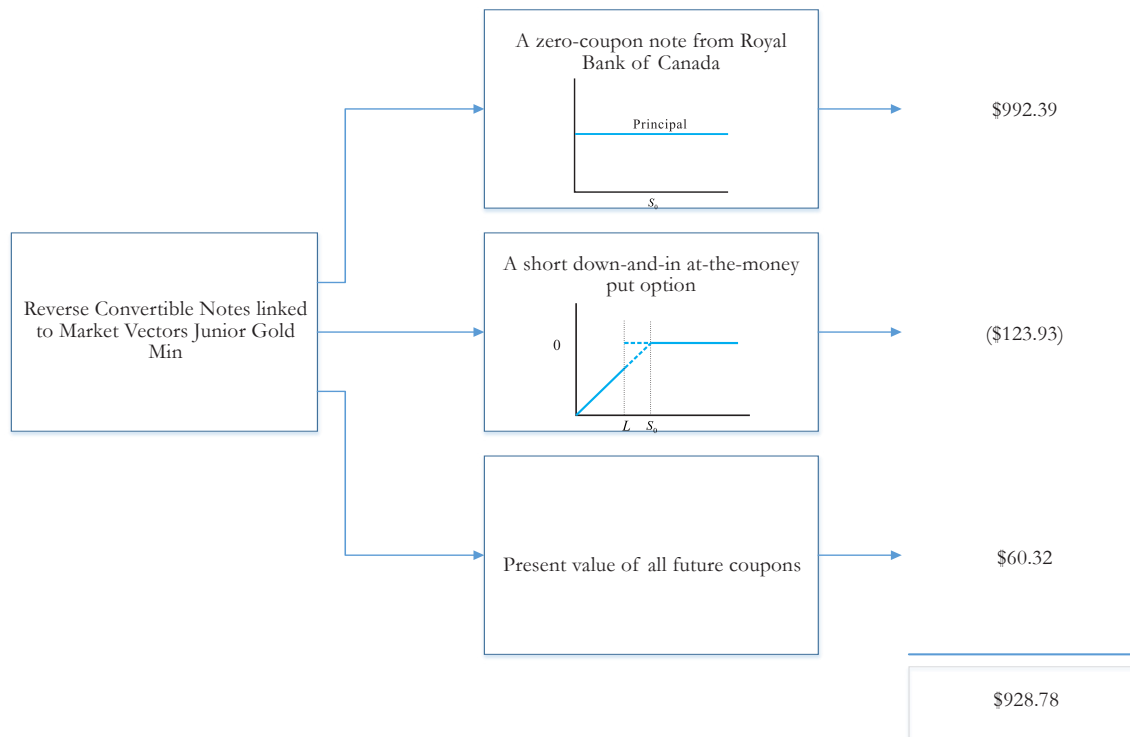 A zero-coupon note from Royal
Bank of Canada
Principal
S₀
$992.39
Reverse Convertible Notes linked
to Market Vectors Junior Gold
Min
A short down-and-in at-the-money
put option
0
L S₀
($123.93)
Present value of all future coupons
$60.32
$928.78